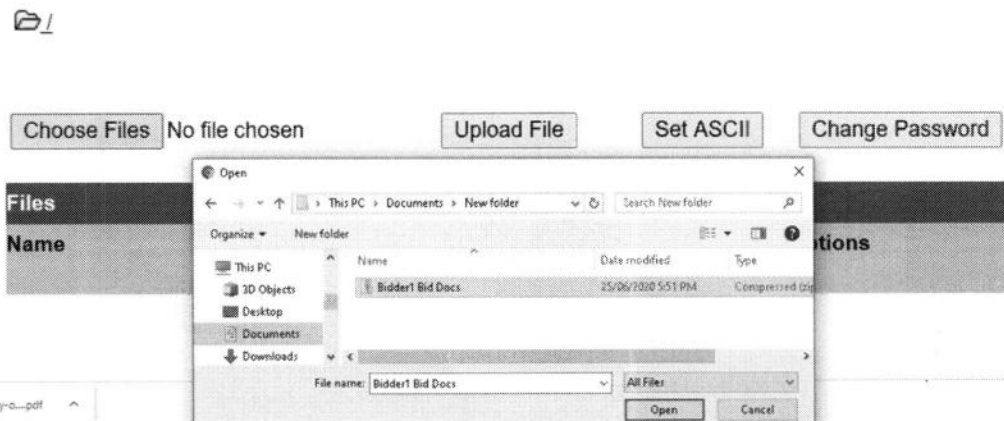 /
Choose Files No file chosen Upload File Set ASCII Change Password
Open
Files
This PC > Documents > New folder Search New folder
Organize New folder
Name
tions
This PC
Name Date modified Type
3D Objects
Bidder1 Bid Docs 25/06/2020 5:51 PM Compressed (zip
Desktop
Documents
Downloads
File name: Bidder1 Bid Docs All Files
y-o....pdf
Open Cancel